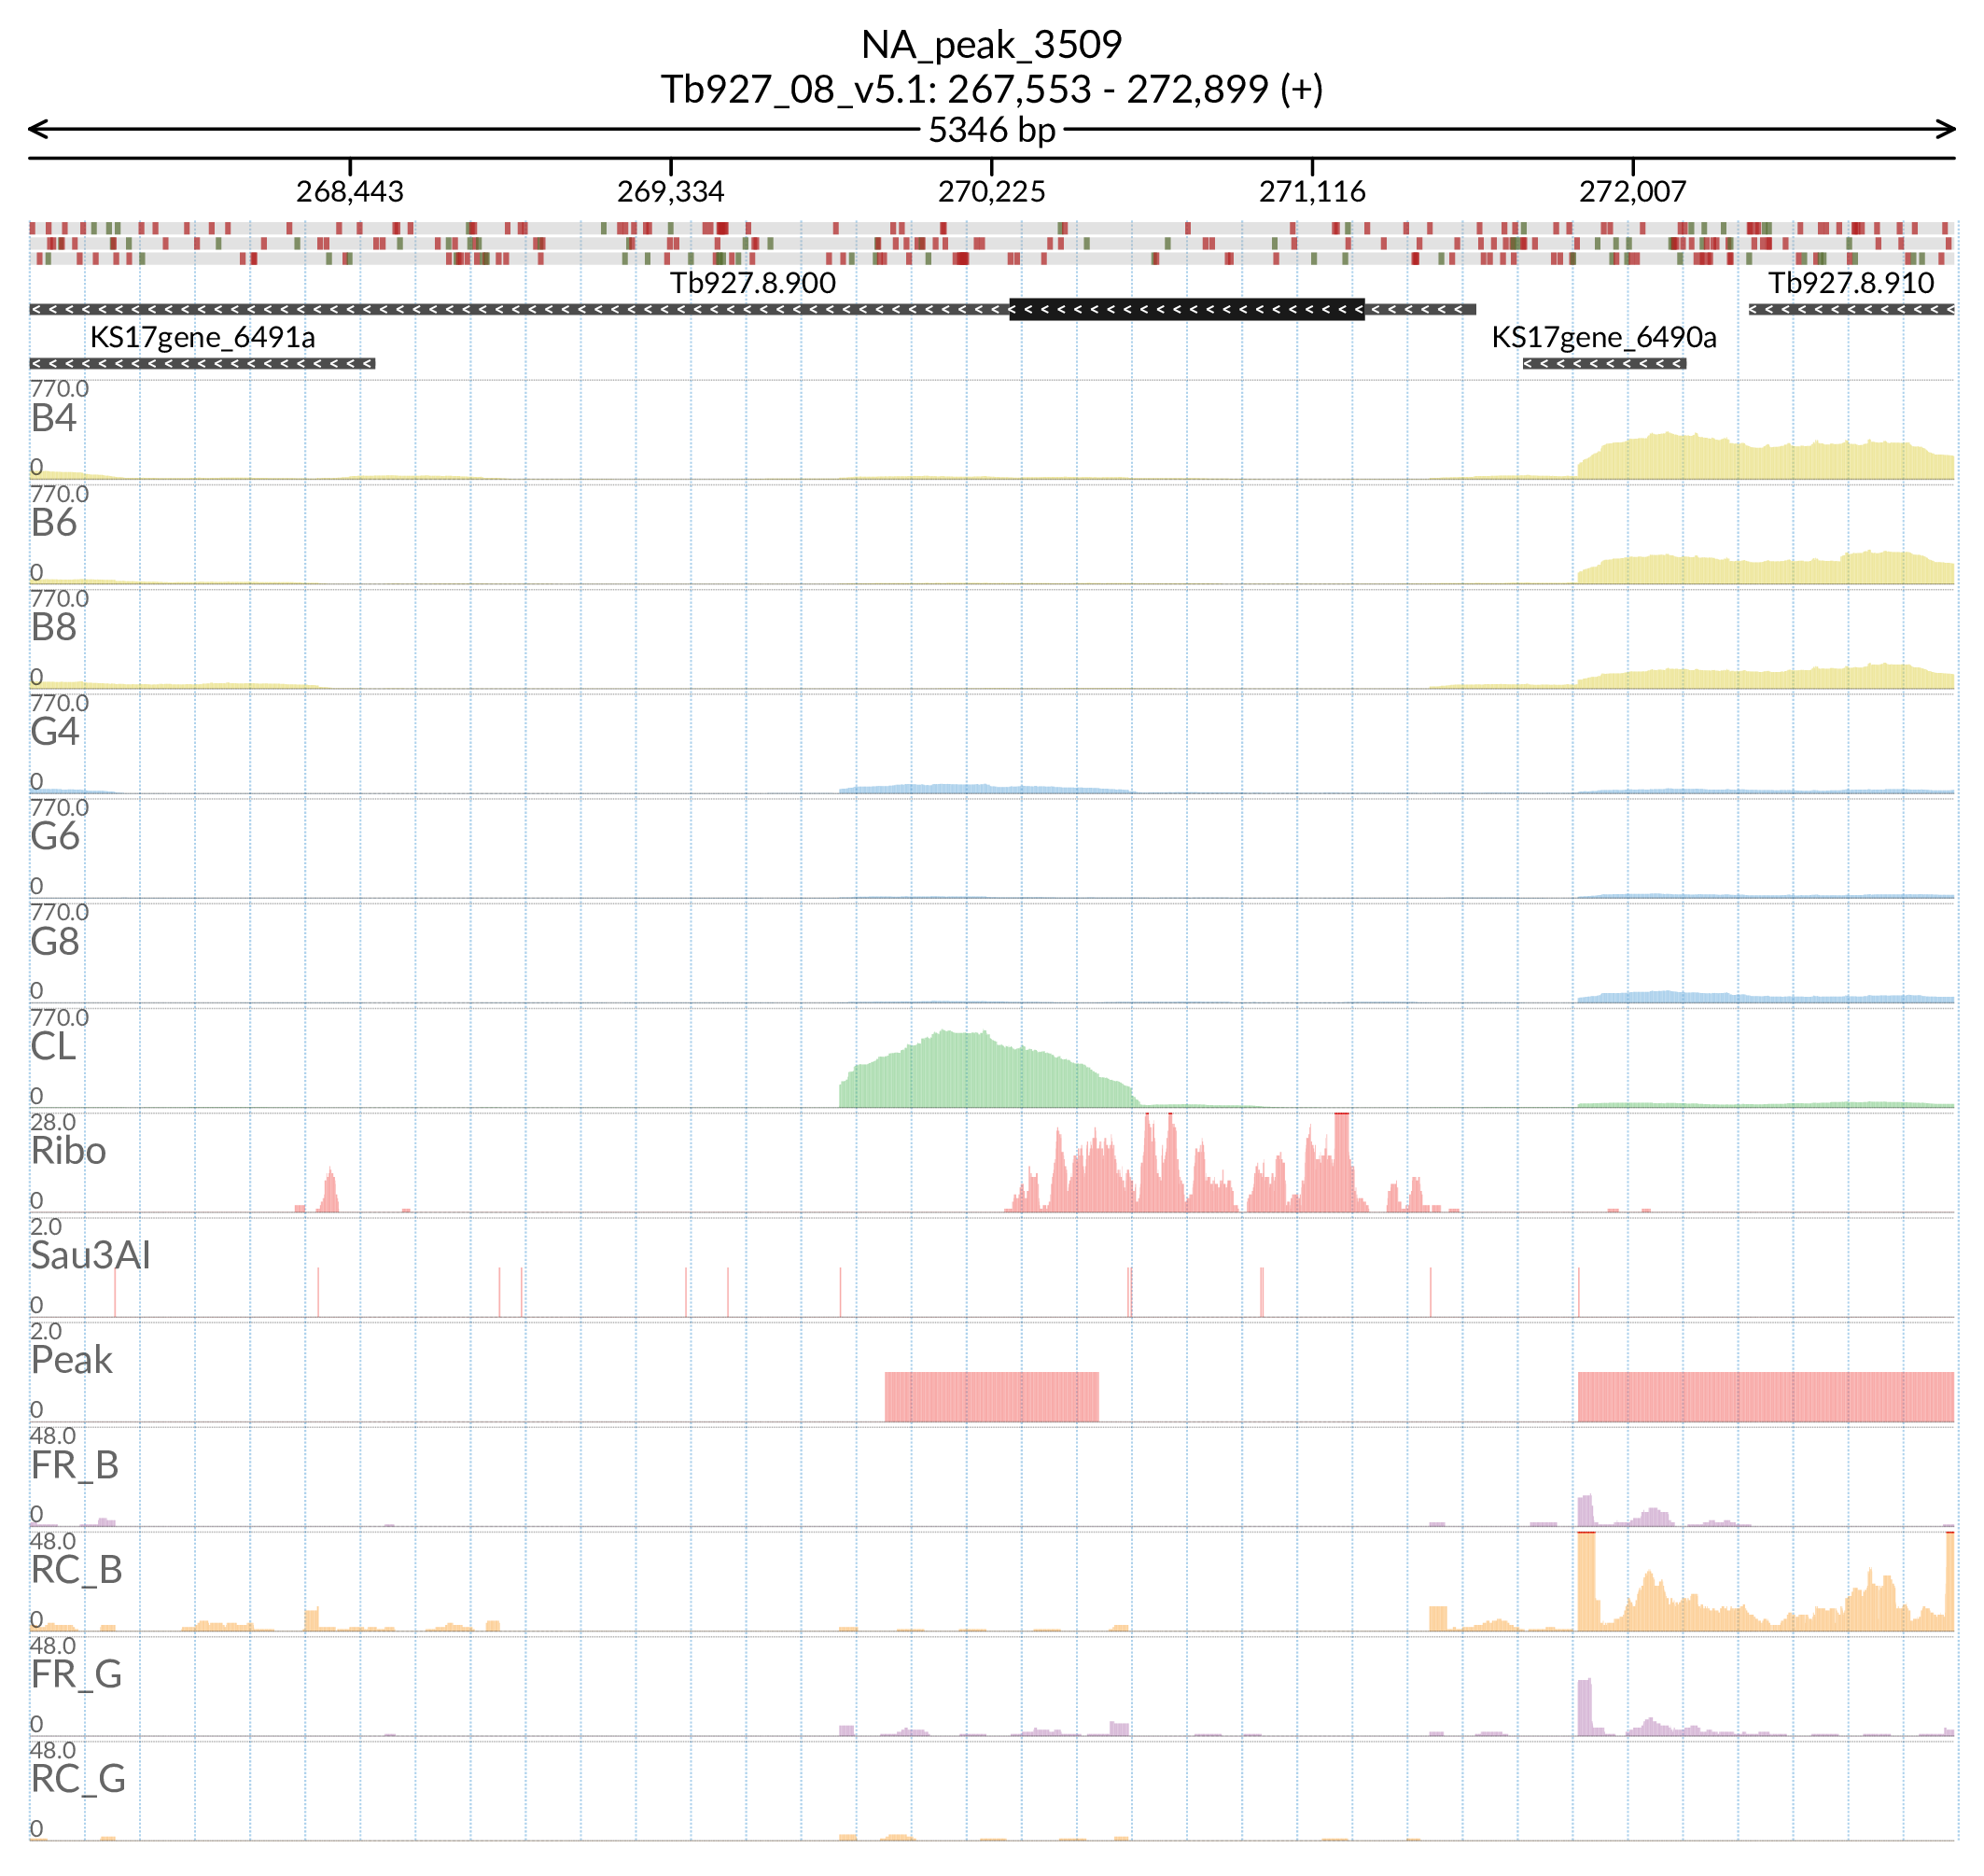 NA_peak_3509
Tb927_08_v5.1: 267,553 - 272,899 (+)
5346 bp
268,443 269,334 270,225 271,116 272,007
Tb927.8.900 Tb927.8.910
KS17gene_6491a KS17gene_6490a
770.0
B4
0
770.0
B6
0
770.0
B8
0
770.0
G4
0
770.0
G6
0
770.0
G8
0
770.0
CL
0
28.0
Ribo
0
2.0
Sau3AI
0
2.0
Peak
0
48.0
FR_B
0
48.0
RC_B
0
48.0
FR_G
0
48.0
RC_G
0